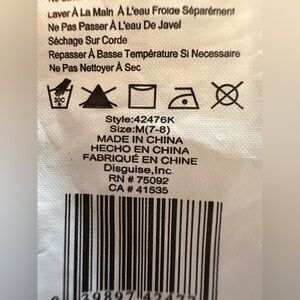 Laver À La Main À L'eau Froide Séparément
Ne Pas Passer À L'eau De Javel
Séchage Sur Corde
Repasser À Basse Température Si Necessaire
Ne Pas Nettoyer À Sec
30C
Style:42476K
Size:M(7-8)
MADE IN CHINA
HECHO EN CHINA
FABRIQUÉ EN CHINE
Disguise,Inc.
RN # 75092
CA # 41535